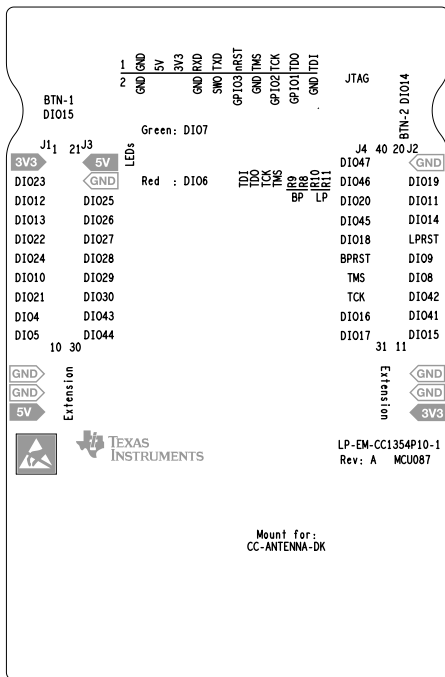 1 GND 5V 3V3 GND RXD SWO TXD GPIO3 nRST GND TMS GPIO2 TCK GPIO1 TDO GND TDI
2 GND
JTAG
BTN-1
DIO15
BTN-2 DIO14
Green: DIO7
Red : DIO6
LEDs
J1 1 21 J3
J4 40 20 J2
3V3 5V
DIO23 GND
DIO12 DIO25
DIO13 DIO26
DIO22 DIO27
DIO24 DIO28
DIO10 DIO29
DIO21 DIO30
DIO4 DIO43
DIO5 DIO44
10 30
GND
GND
5V
Extension
TDI TDO TCK TMS R9 R8 R10 R11
BP LP
DIO47 GND
DIO46 DIO19
DIO20 DIO11
DIO45 DIO14
DIO18 LPRST
BPRST DIO9
TMS DIO8
TCK DIO42
DIO16 DIO41
DIO17 DIO15
31 11
Extension
GND
GND
3V3
TEXAS
INSTRUMENTS
LP-EM-CC1354P10-1
Rev: A MCU087
Mount for:
CC-ANTENNA-DK